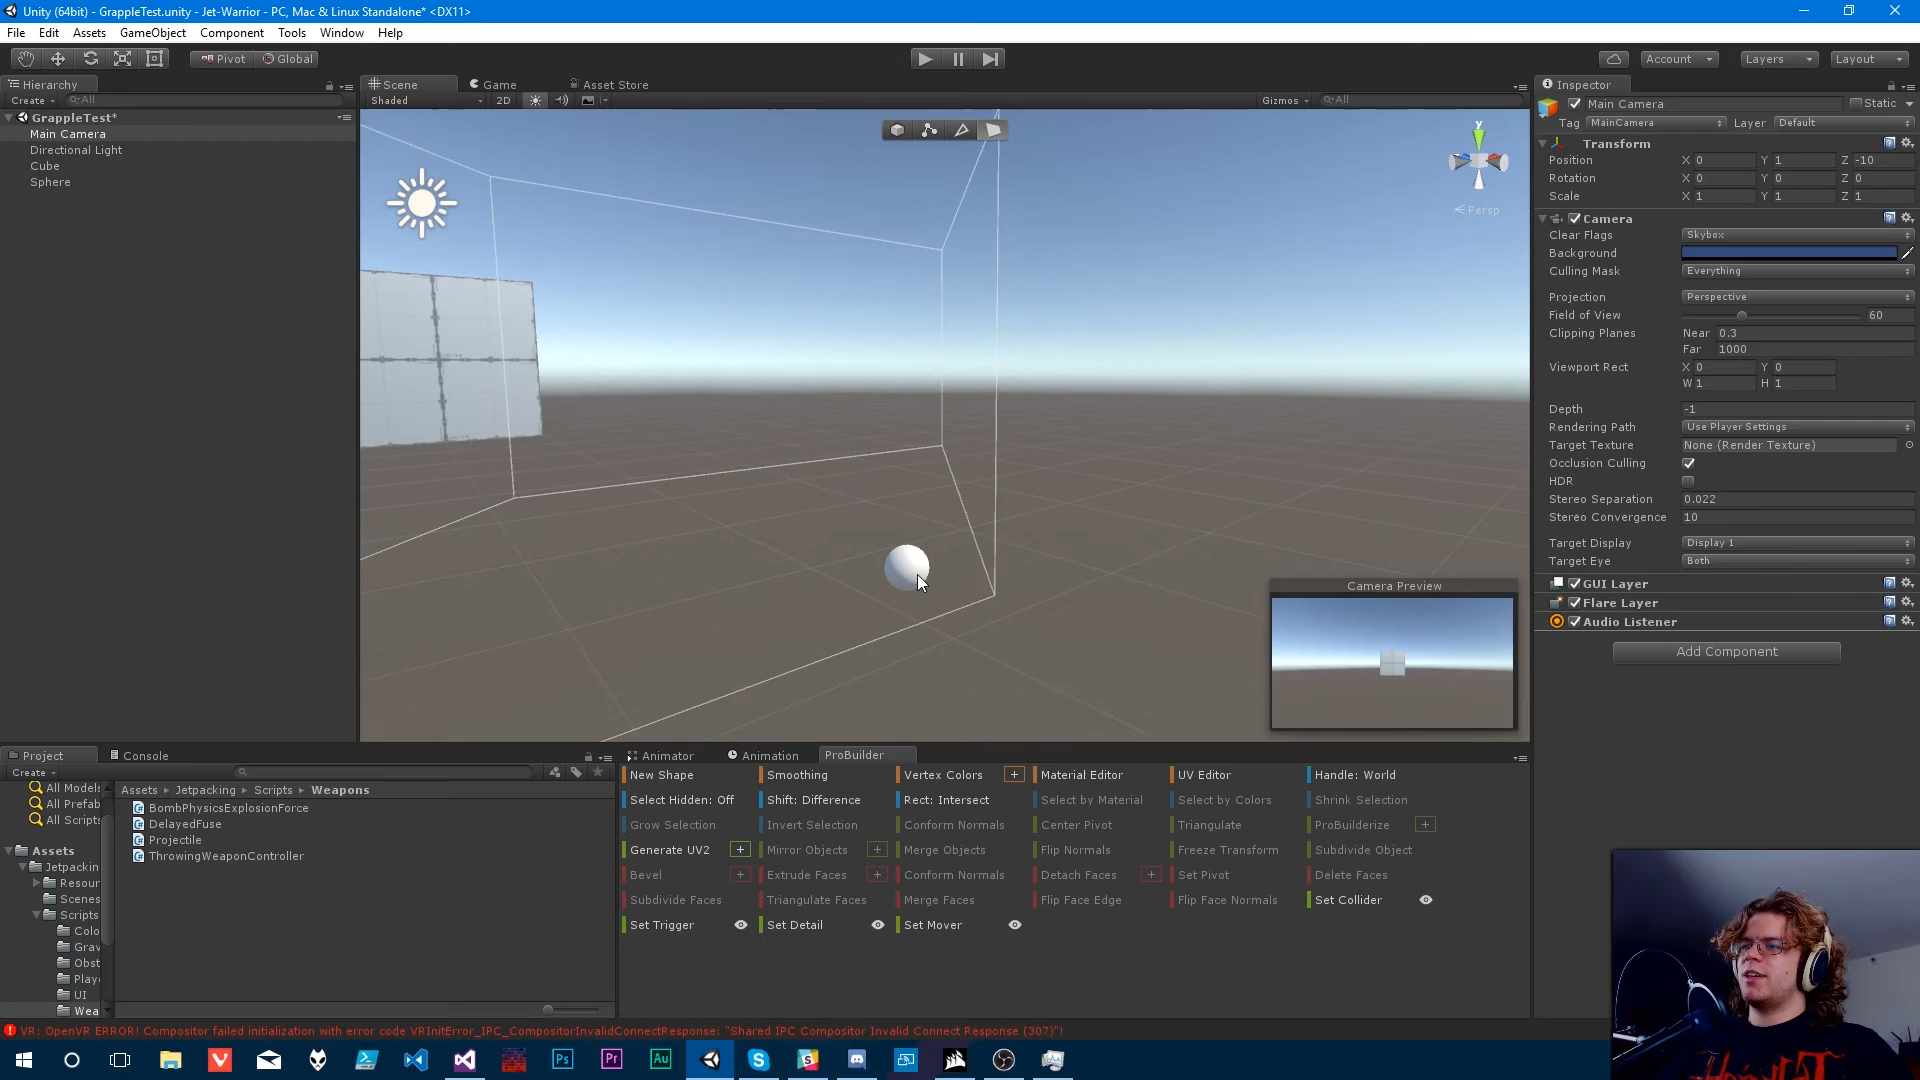 Unity (64bit) - GrappleTest.unity - Jet-Warrior - PC, Mac & Linux Standalone* <DX11>
File Edit Assets GameObject Component Tools Window Help
Pivot Global Account Layers Layout
Hierarchy
Create All
GrappleTest*
Main Camera
Directional Light
Cube
Sphere
Scene Game Asset Store
Shaded 2D Gizmos All
y
Persp
Camera Preview
Inspector
Main Camera Static
Tag MainCamera Layer Default
Transform
Position X 0 Y 1 Z -10
Rotation X 0 Y 0 Z 0
Scale X 1 Y 1 Z 1
Camera
Clear Flags Skybox
Background
Culling Mask Everything
Projection Perspective
Field of View 60
Clipping Planes Near 0.3
Far 1000
Viewport Rect X 0 Y 0
W 1 H 1
Depth -1
Rendering Path Use Player Settings
Target Texture None (Render Texture)
Occlusion Culling
HDR
Stereo Separation 0.022
Stereo Convergence 10
Target Display Display 1
Target Eye Both
GUI Layer
Flare Layer
Audio Listener
Add Component
Project Console
Create
All Models
All Prefab
All Scripts
Assets
Jetpackin
Resour
Scenes
Scripts
Colo
Grav
Obst
Playe
UI
Wea
Assets Jetpacking Scripts Weapons
BombPhysicsExplosionForce
DelayedFuse
Projectile
ThrowingWeaponController
Animator Animation ProBuilder
New Shape Smoothing Vertex Colors + Material Editor UV Editor Handle: World
Select Hidden: Off Shift: Difference Rect: Intersect Select by Material Select by Colors Shrink Selection
Grow Selection Invert Selection Conform Normals Center Pivot Triangulate ProBuilderize +
Generate UV2 + Mirror Objects + Merge Objects Flip Normals Freeze Transform Subdivide Object
Bevel + Extrude Faces + Conform Normals Detach Faces + Set Pivot Delete Faces
Subdivide Faces Triangulate Faces Merge Faces Flip Face Edge Flip Face Normals Set Collider
Set Trigger Set Detail Set Mover
VR: OpenVR ERROR! Compositor failed initialization with error code VRInitError_IPC_CompositorInvalidConnectResponse: "Shared IPC Compositor Invalid Connect Response (307)"!
Ps Pr Au